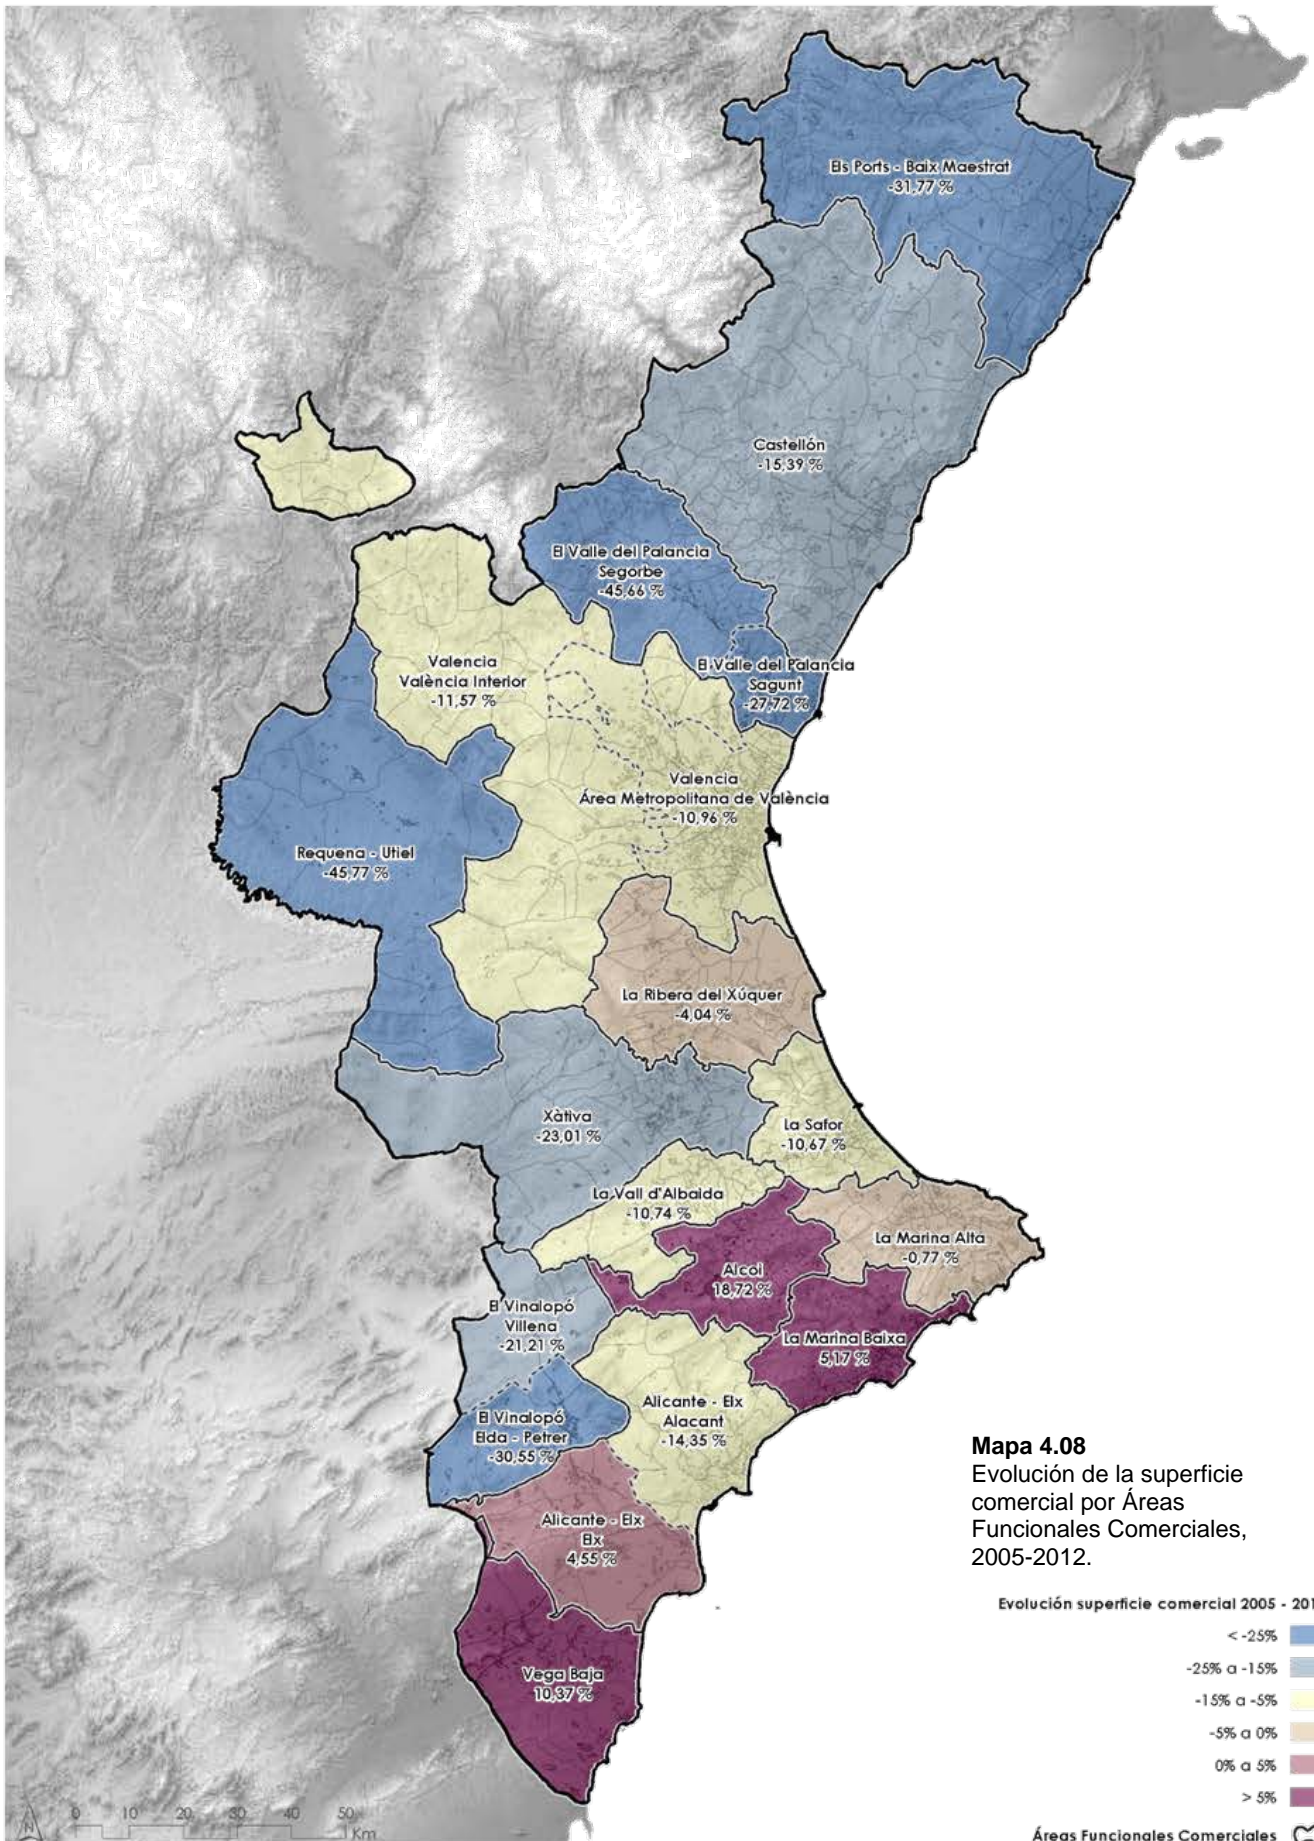 Els Ports - Baix Maestrat
-31,77 %
Castellón
-15,39 %
El Valle del Palancia
Segorbe
-45,66 %
El Valle del Palancia
Sagunt
-27,72 %
Valencia
València Interior
-11,57 %
Valencia
Área Metropolitana de València
-10,96 %
Requena - Utiel
-45,77 %
La Ribera del Xúquer
-4,04 %
Xàtiva
-23,01 %
La Safor
-10,67 %
La Vall d'Albaida
-10,74 %
La Marina Alta
-0,77 %
Alcoi
18,72 %
El Vinalopó
Villena
-21,21 %
La Marina Baixa
5,17 %
Alicante - Elx
Alacant
-14,35 %
El Vinalopó
Elda - Petrer
-30,55 %
Alicante - Elx
Elx
4,55 %
Vega Baja
10,37 %
Mapa 4.08
Evolución de la superficie
comercial por Áreas
Funcionales Comerciales,
2005-2012.
Evolución superficie comercial 2005 - 201
< -25%
-25% a -15%
-15% a -5%
-5% a 0%
0% a 5%
> 5%
Áreas Funcionales Comerciales
N
0 10 20 30 40 50
Km